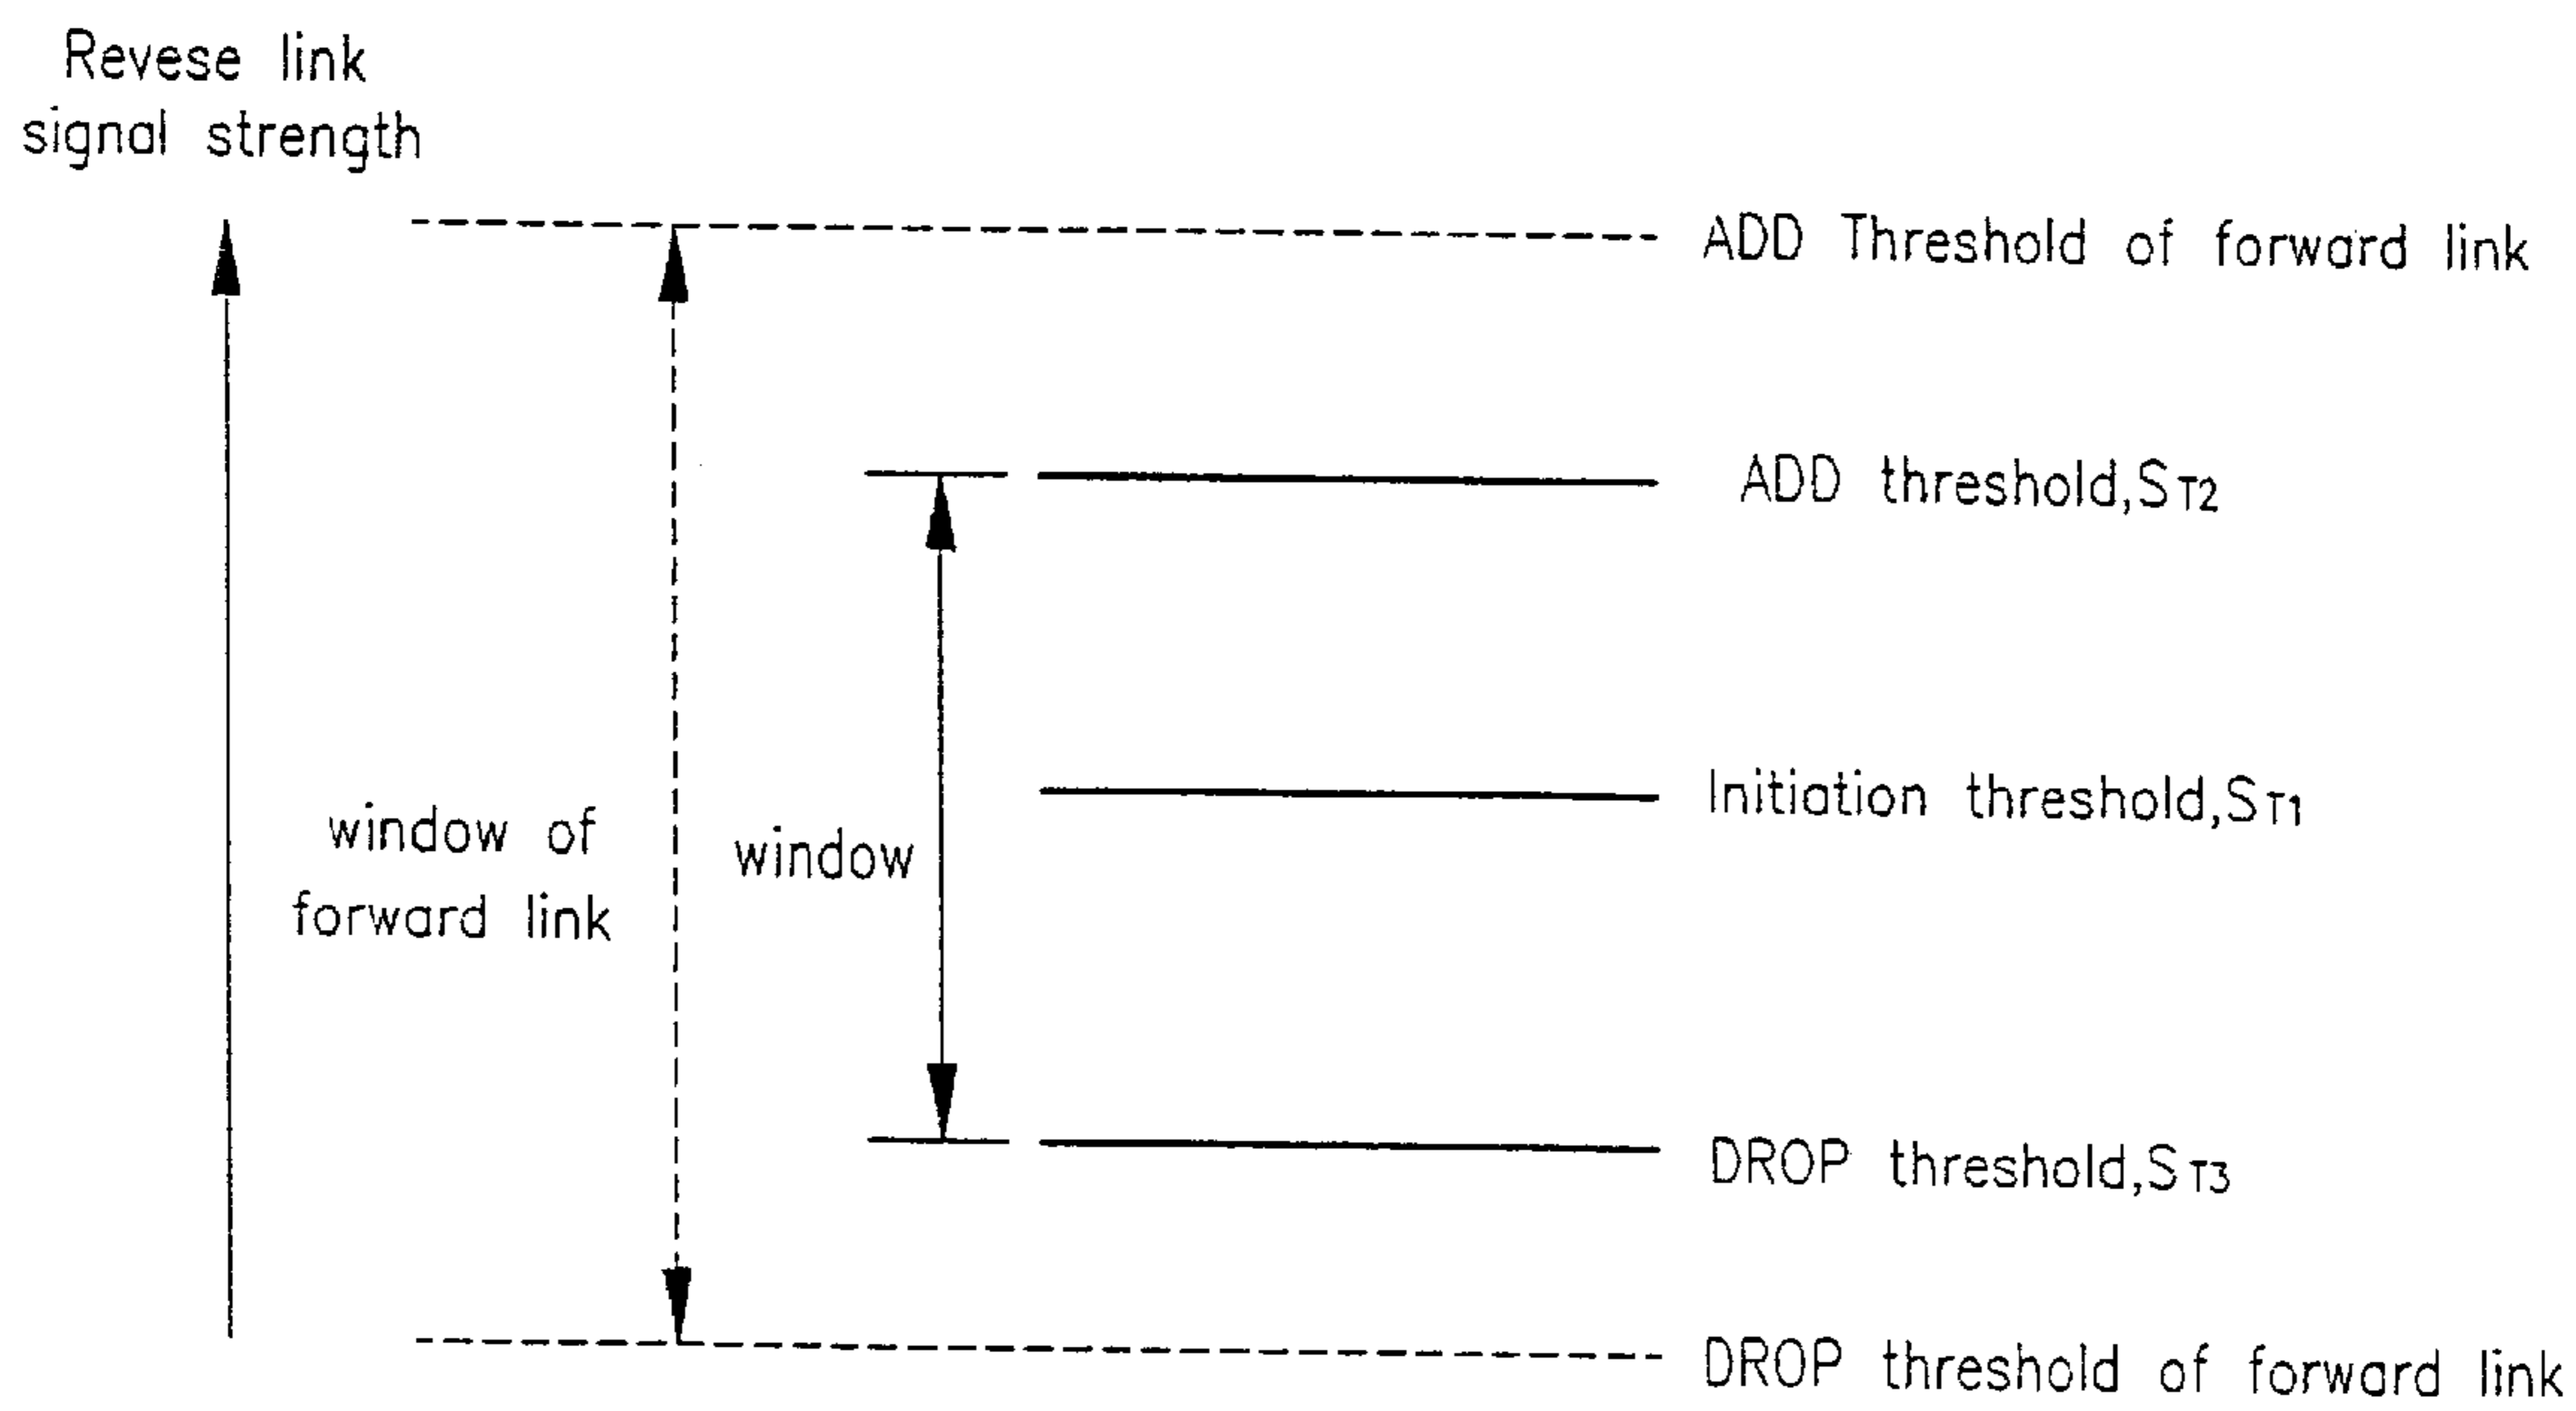 Revese link
signal strength
ADD Threshold of forward link
ADD threshold,ST2
Initiation threshold,ST1
window of
forward link
window
DROP threshold,ST3
DROP threshold of forward link